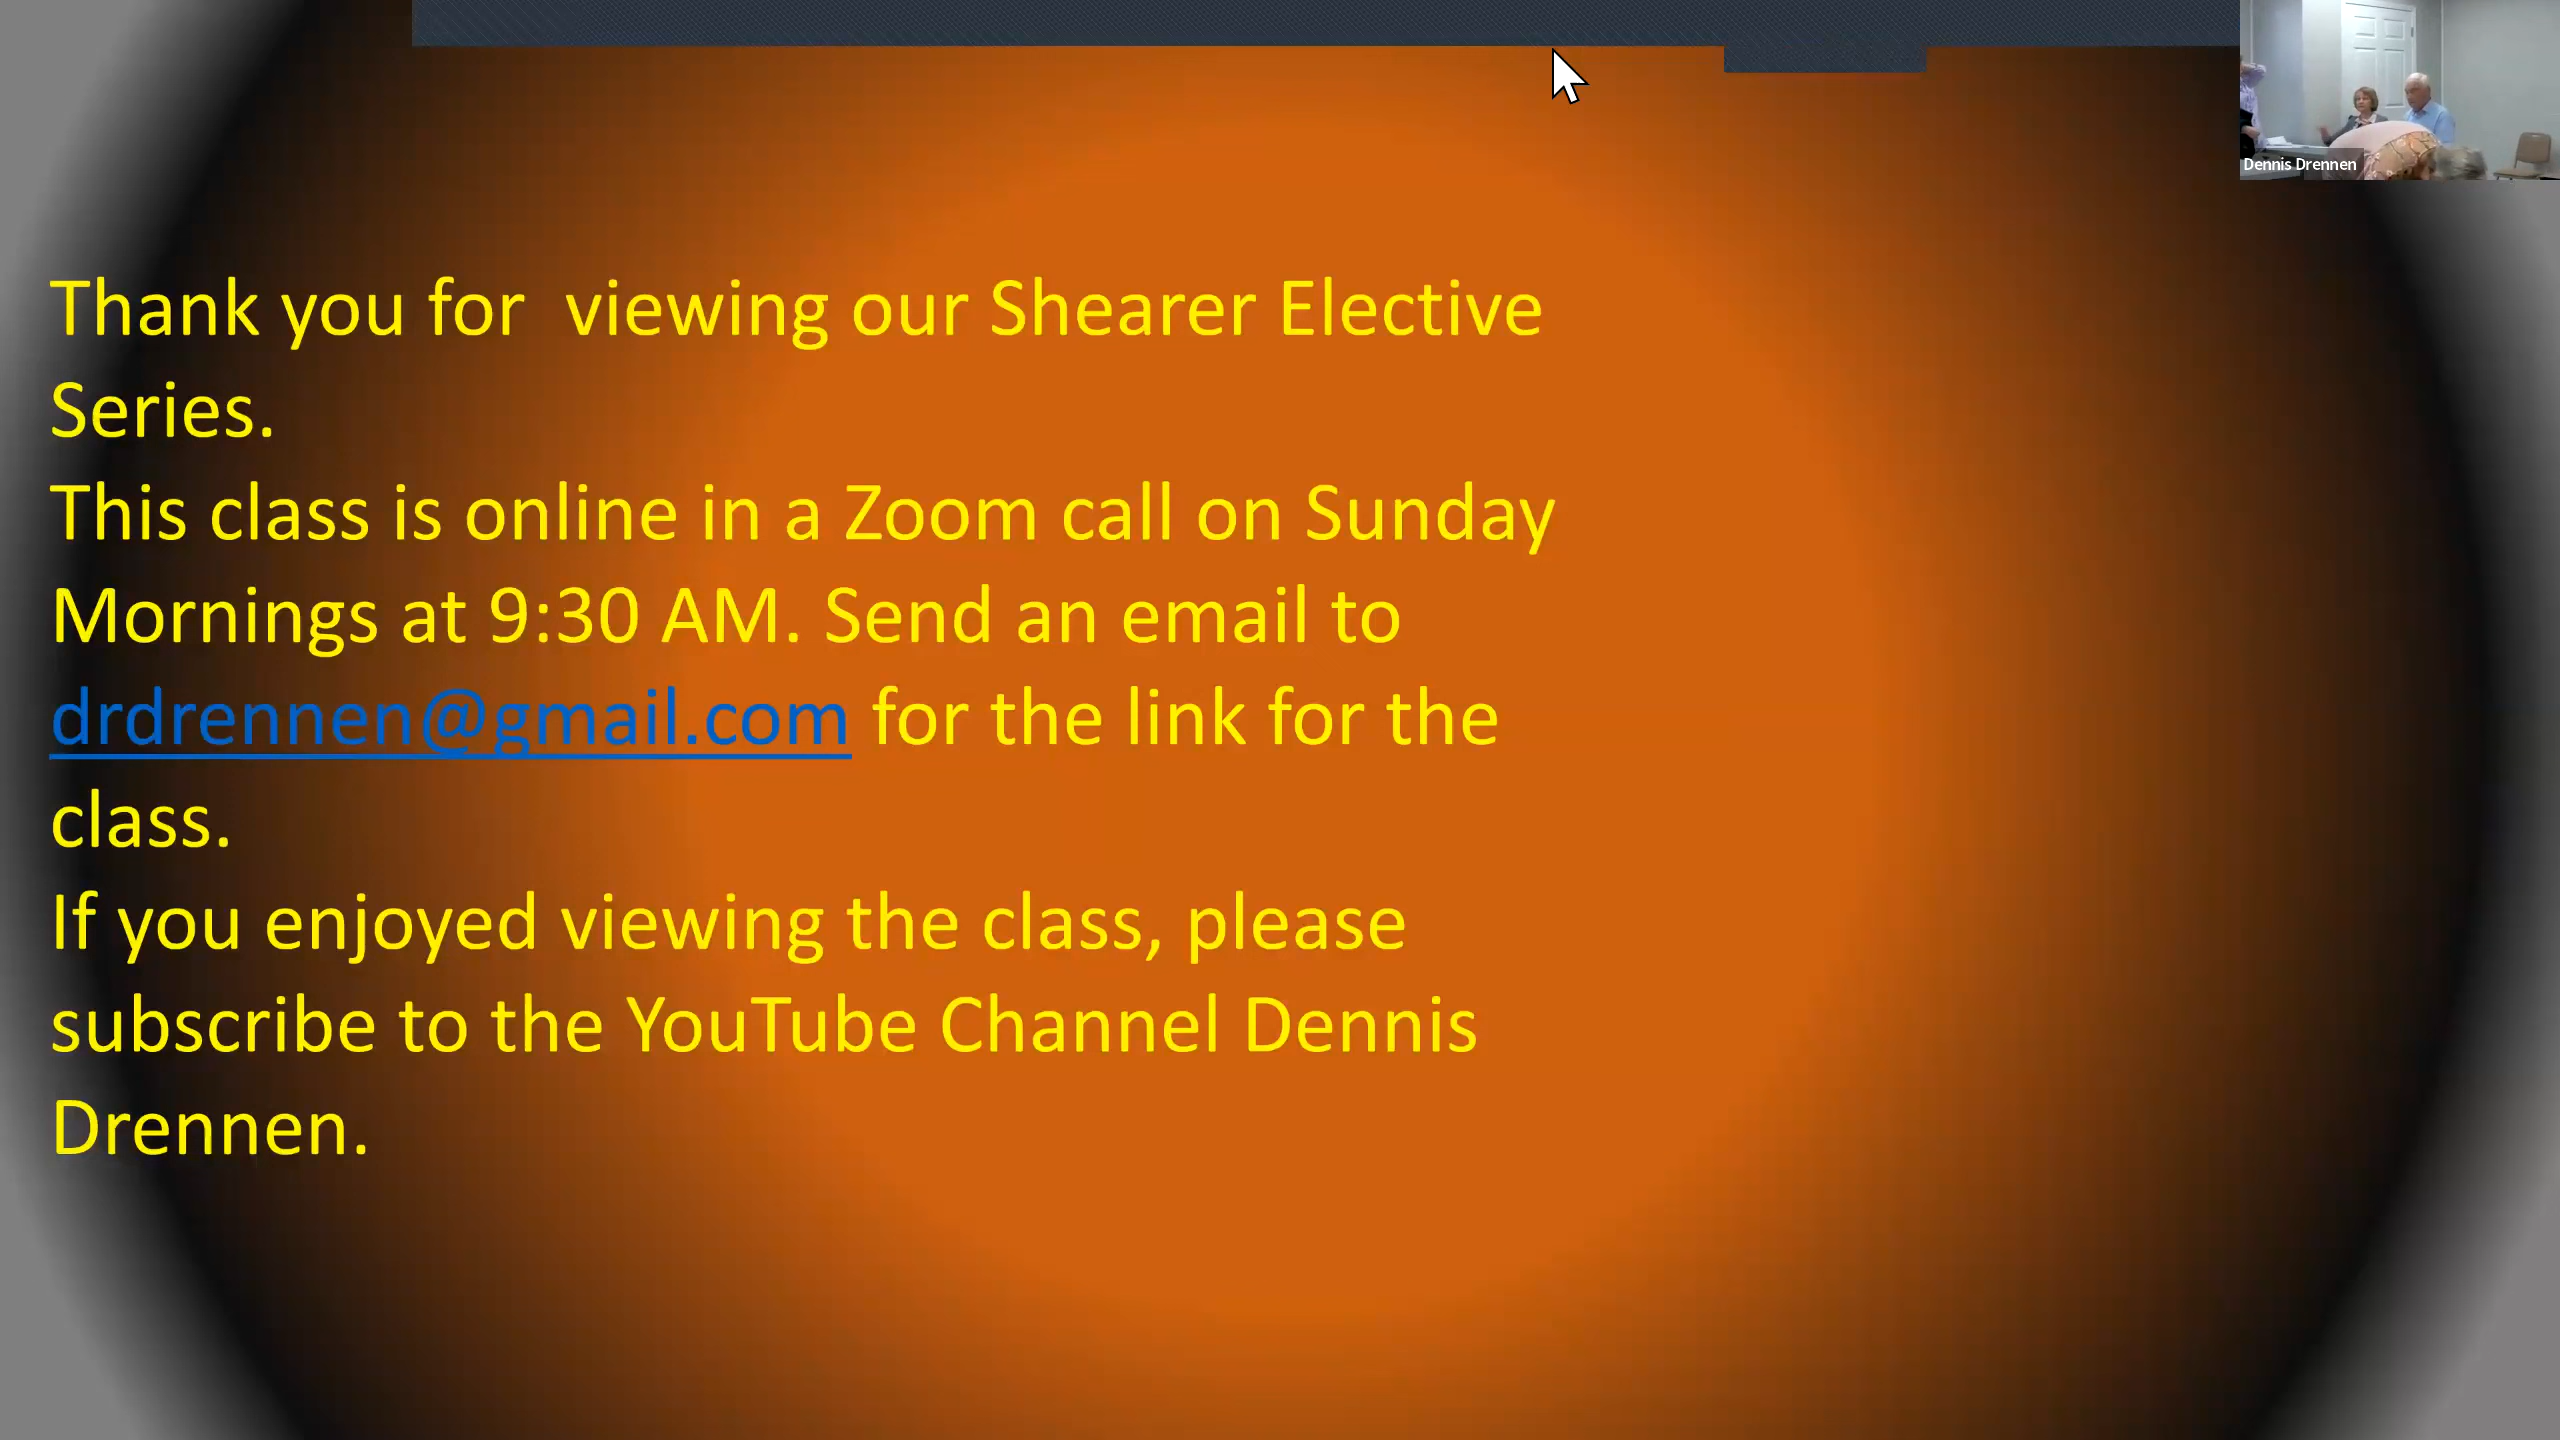 Dennis Drennen
Thank you for  viewing our Shearer Elective
Series.
This class is online in a Zoom call on Sunday
Mornings at 9:30 AM. Send an email to
drdrennen@gmail.com for the link for the
class.
If you enjoyed viewing the class, please
subscribe to the YouTube Channel Dennis
Drennen.